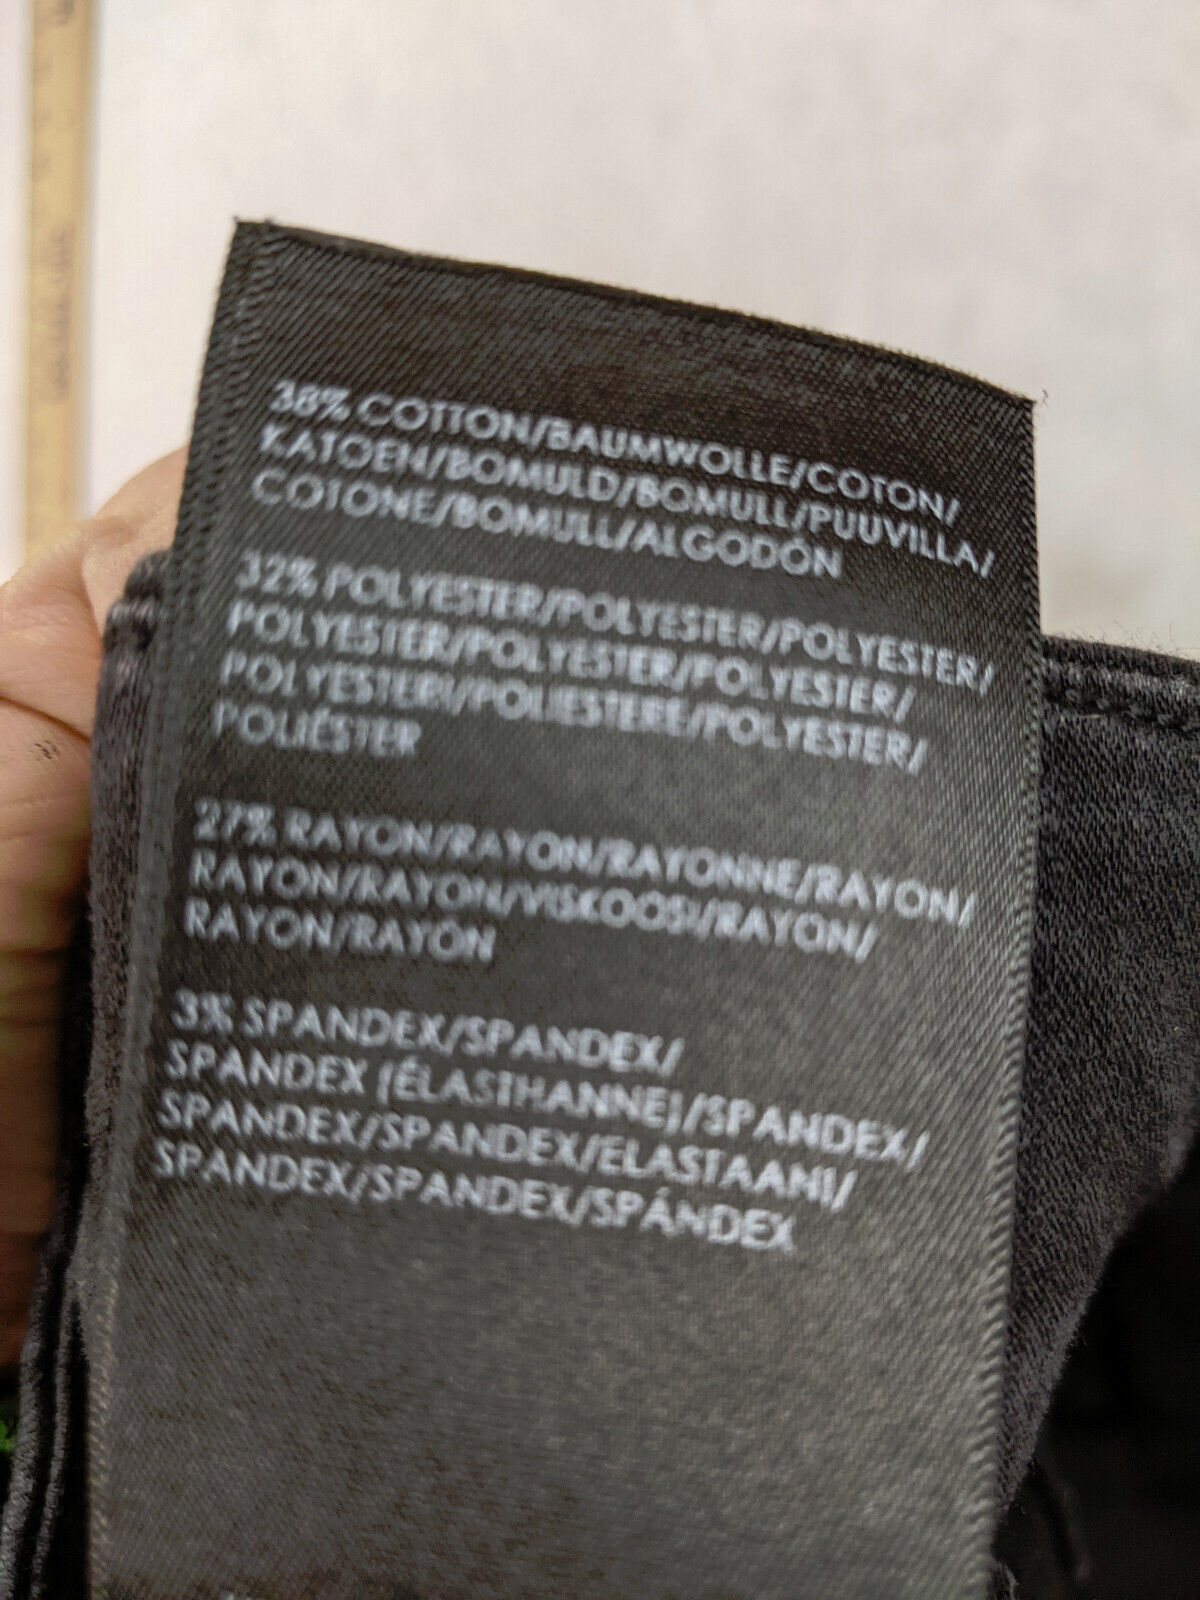 38% COTTON/BAUMWOLLE/COTON/
KATOEN/BOMULD/BOMULL/PUUVILLA/
COTONE/BOMULL/ALGODÓN
32% POLYESTER/POLYESTER/POLYESTER/
POLYESTER/POLYESTER/POLYESTER/
POLYESTERI/POLIESTERE/POLYESTER/
POLIÉSTER
27% RAYON/RAYON/RAYONNE/RAYON/
RAYON/RAYON/VISKOOSI/RAYON/
RAYON/RAYON
3% SPANDEX/SPANDEX/
SPANDEX (ÉLASTHANNE)/SPANDEX/
SPANDEX/SPANDEX/ELASTAANI/
SPANDEX/SPANDEX/SPÁNDEX